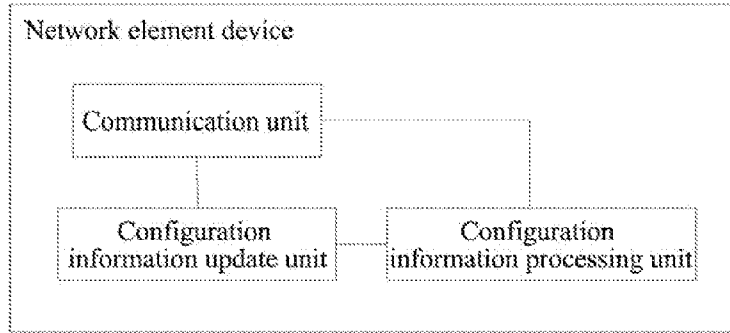 Network element device
Communication unit
Configuration
information update unit
Configuration
information processing unit